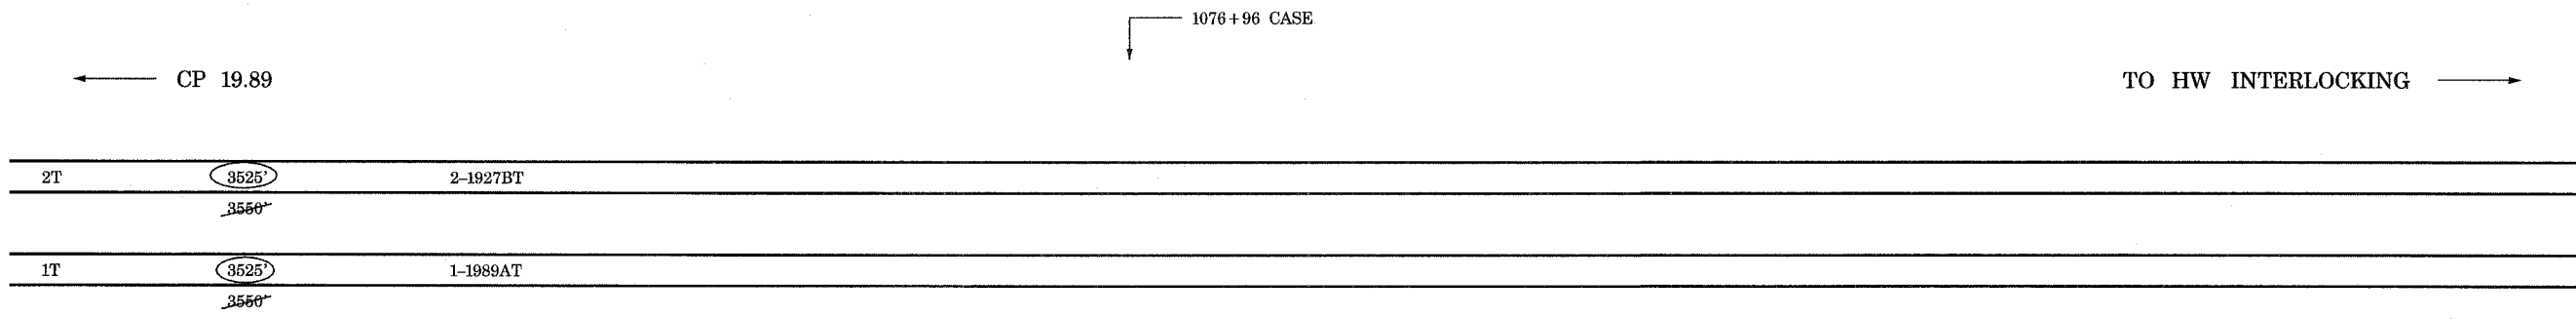 1076+96 CASE
CP 19.89
TO HW INTERLOCKING
2T 3525' 2-1927BT
3550'
1T 3525' 1-1989AT
3550'